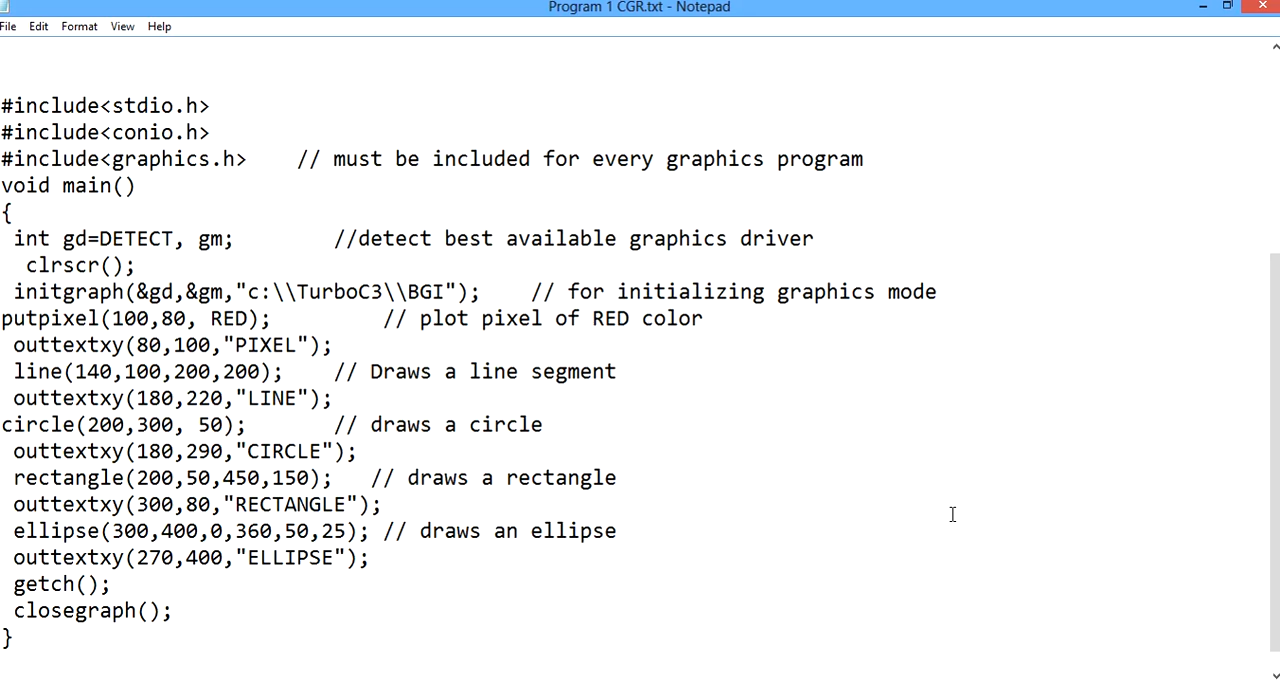 Program 1 CGR.txt - Notepad
File Edit Format View Help
#include<stdio.h>
#include<conio.h>
#include<graphics.h>    // must be included for every graphics program
void main()
{
 int gd=DETECT, gm;        //detect best available graphics driver
  clrscr();
 initgraph(&gd,&gm,"c:\\TurboC3\\BGI");    // for initializing graphics mode
putpixel(100,80, RED);         // plot pixel of RED color
 outtextxy(80,100,"PIXEL");
 line(140,100,200,200);    // Draws a line segment
 outtextxy(180,220,"LINE");
circle(200,300, 50);       // draws a circle
 outtextxy(180,290,"CIRCLE");
 rectangle(200,50,450,150);   // draws a rectangle
 outtextxy(300,80,"RECTANGLE");
 ellipse(300,400,0,360,50,25); // draws an ellipse
 outtextxy(270,400,"ELLIPSE");
 getch();
 closegraph();
}